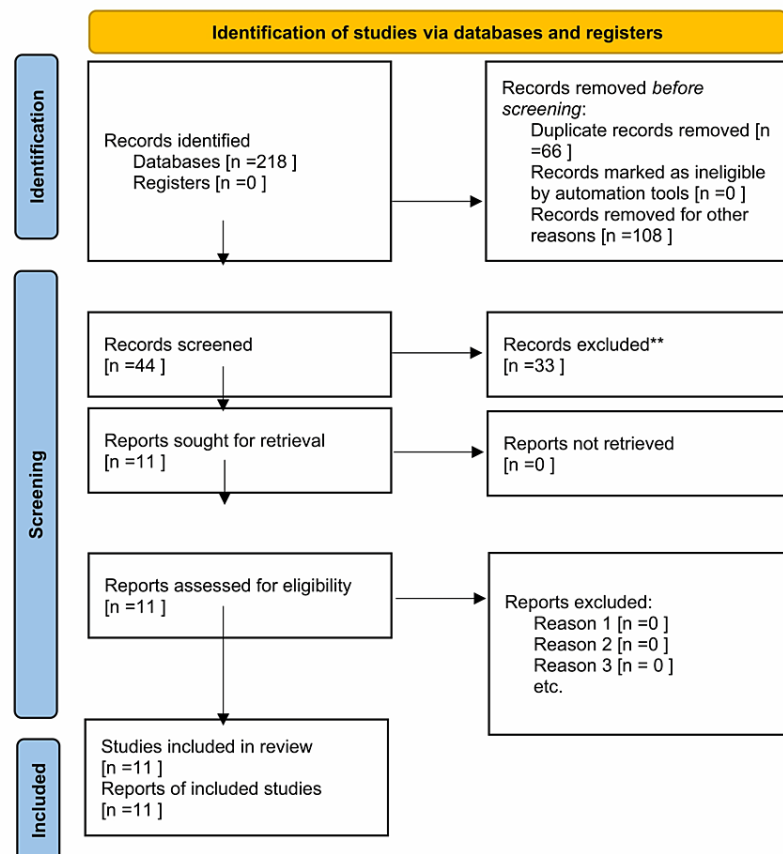 Identification of studies via databases and registers
Identification
Records identified
Databases [n =218 ]
Registers [n =0 ]
Records removed before
screening:
Duplicate records removed [n
=66 ]
Records marked as ineligible
by automation tools [n =0 ]
Records removed for other
reasons [n =108 ]
Screening
Records screened
[n =44 ]
Records excluded**
[n =33 ]
Reports sought for retrieval
[n =11 ]
Reports not retrieved
[n =0 ]
Reports assessed for eligibility
[n =11 ]
Reports excluded:
Reason 1 [n =0 ]
Reason 2 [n =0 ]
Reason 3 [n = 0 ]
etc.
Included
Studies included in review
[n =11 ]
Reports of included studies
[n =11 ]